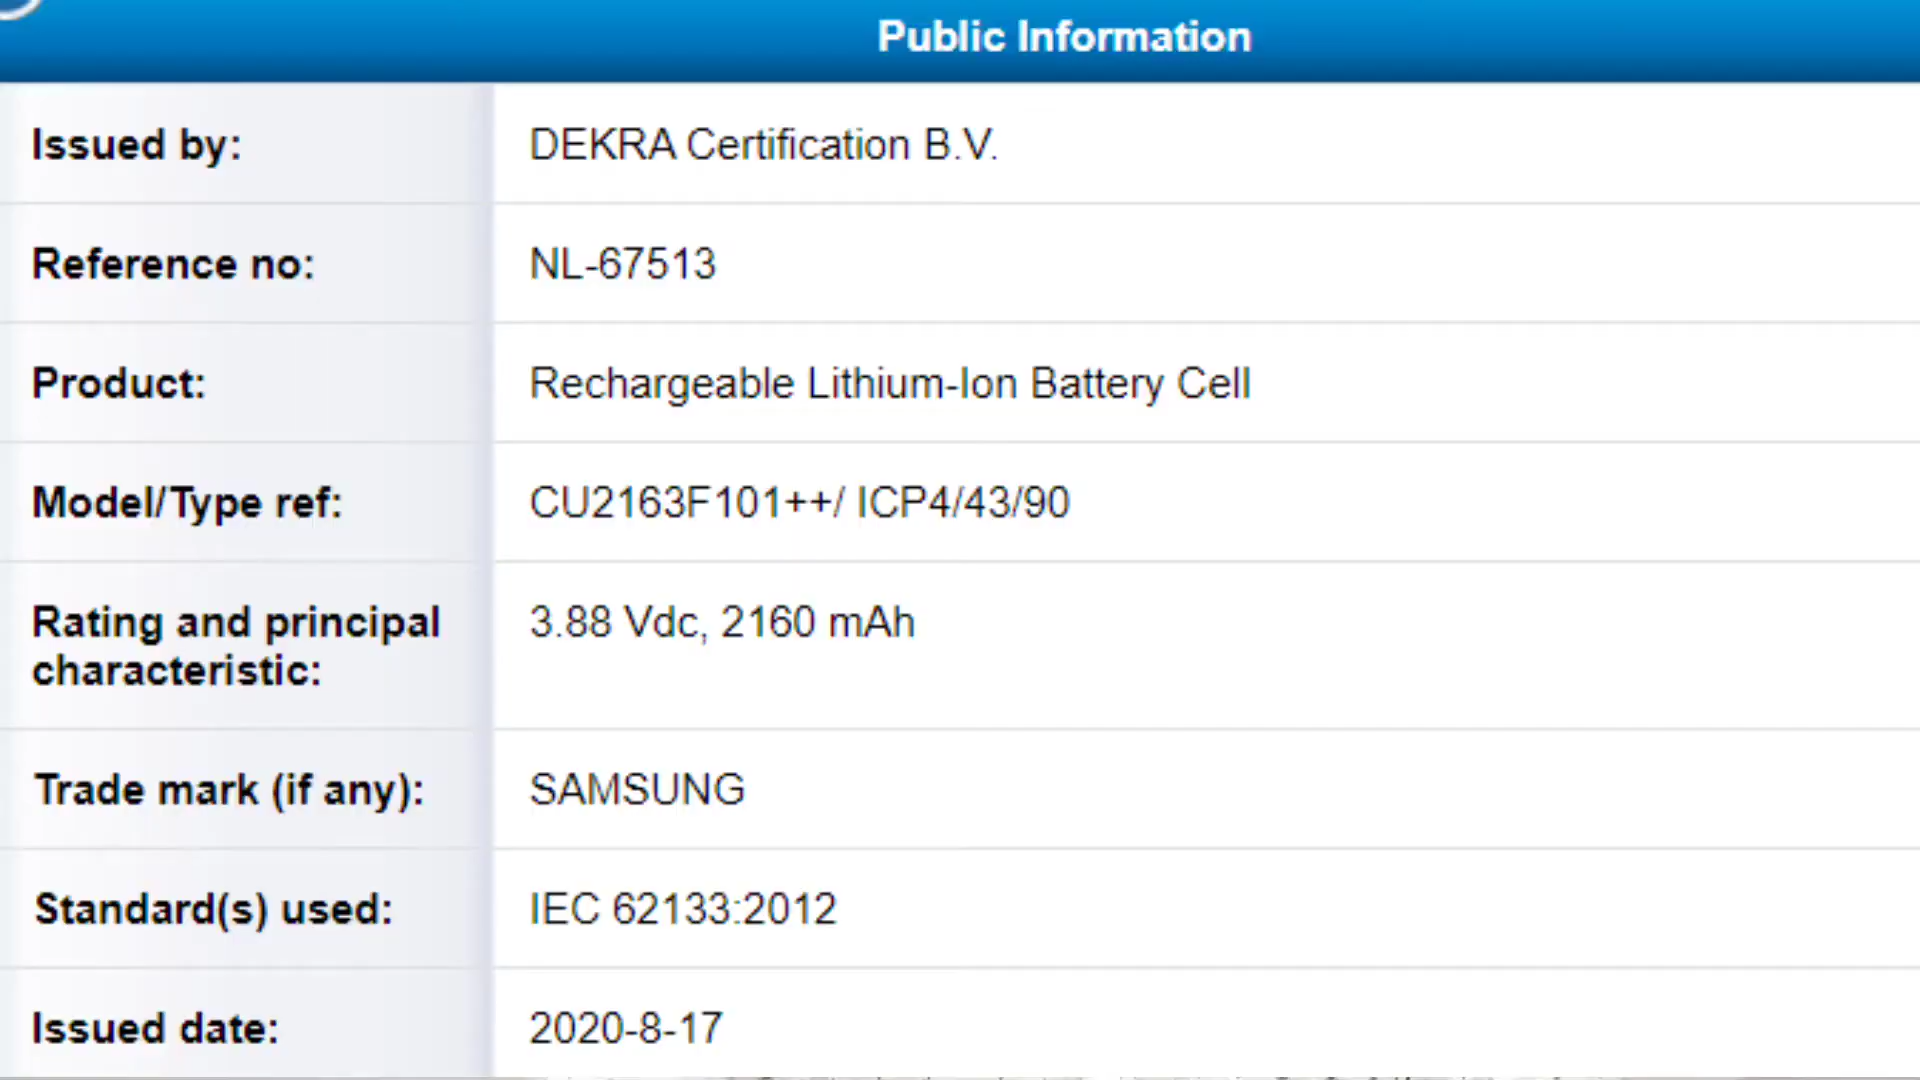 Public Information
Issued by: DEKRA Certification B.V.
Reference no: NL-67513
Product: Rechargeable Lithium-Ion Battery Cell
Model/Type ref: CU2163F101++/ ICP4/43/90
Rating and principal 3.88 Vdc, 2160 mAh
characteristic:
Trade mark (if any): SAMSUNG
Standard(s) used: IEC 62133:2012
Issued date: 2020-8-17